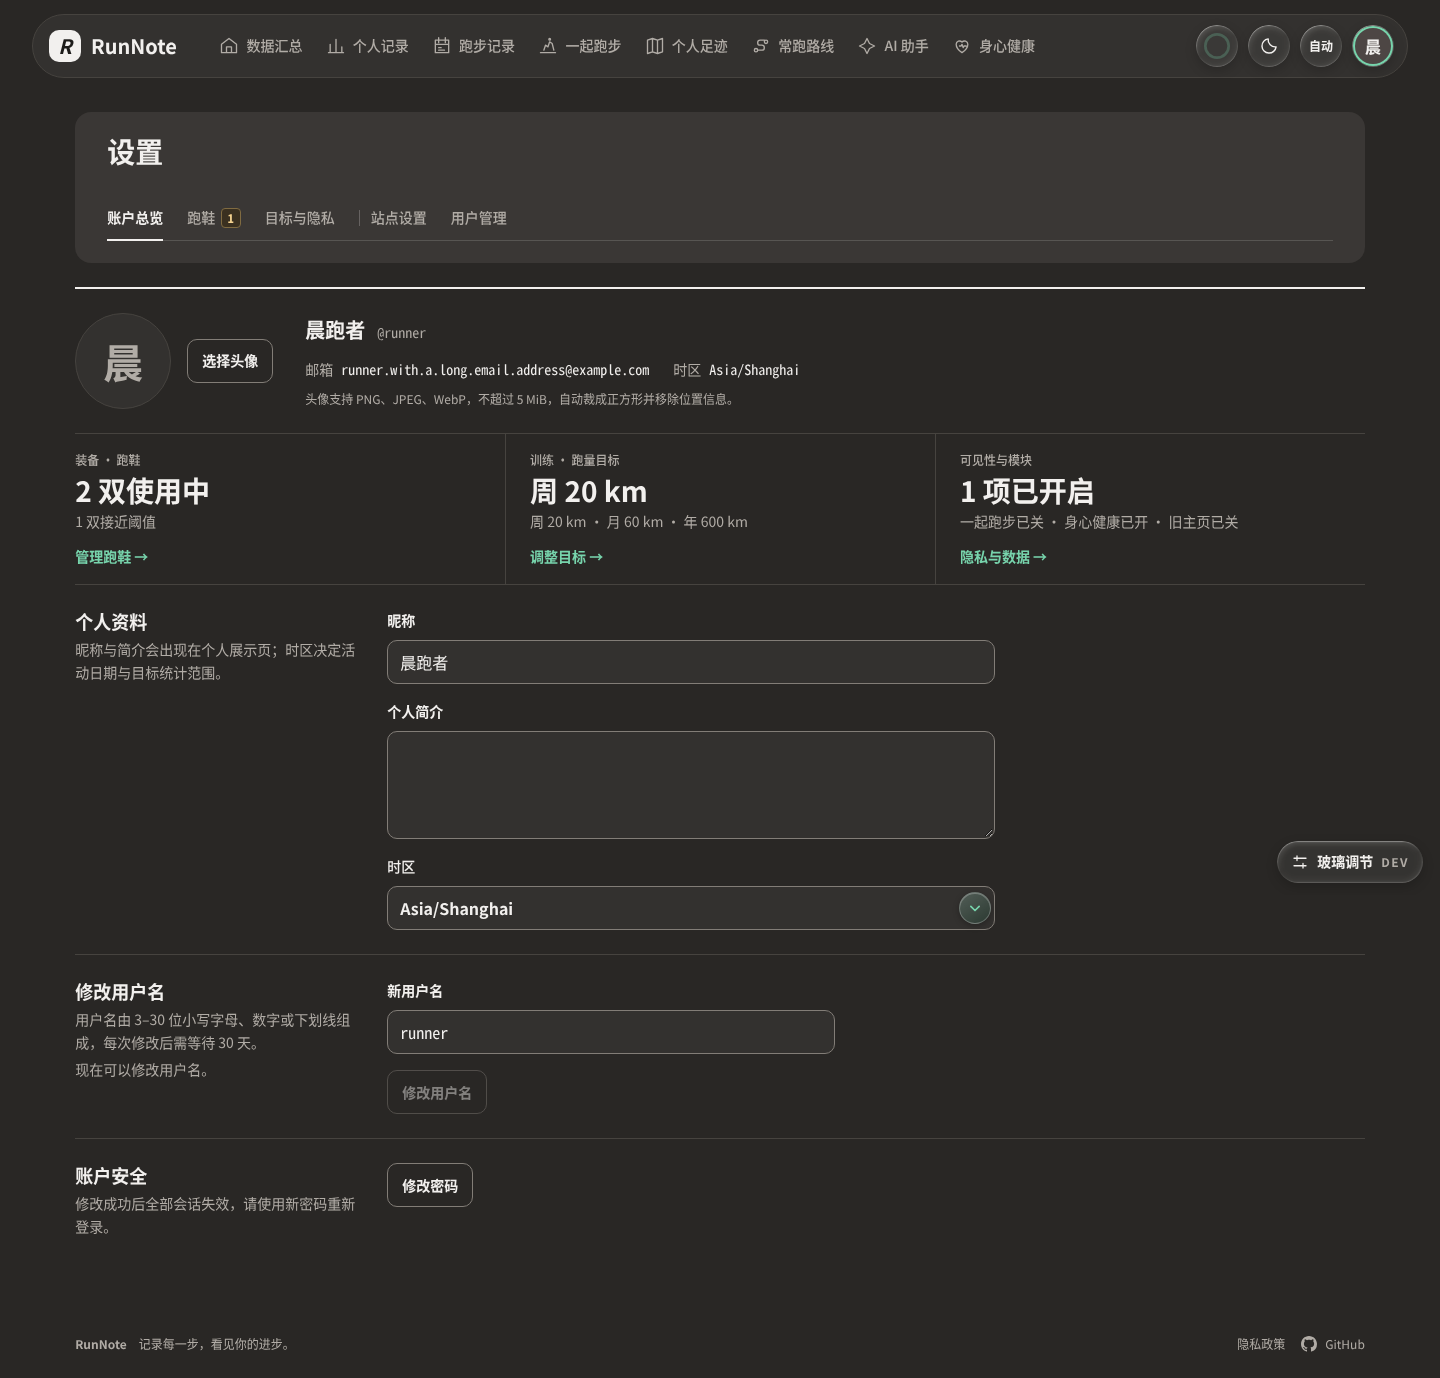 R RunNote 数据汇总 个人记录 跑步记录 一起跑步 个人足迹 常跑路线 AI 助手 身心健康 自动 晨
设置
账户总览 跑鞋 1 目标与隐私 站点设置 用户管理
晨 选择头像
晨跑者 @runner
邮箱 runner.with.a.long.email.address@example.com 时区 Asia/Shanghai
头像支持 PNG、JPEG、WebP，不超过 5 MiB，自动裁成正方形并移除位置信息。
装备 · 跑鞋
2 双使用中
1 双接近阈值
管理跑鞋 →
训练 · 跑量目标
周 20 km
周 20 km · 月 60 km · 年 600 km
调整目标 →
可见性与模块
1 项已开启
一起跑步已关 · 身心健康已开 · 旧主页已关
隐私与数据 →
个人资料
昵称与简介会出现在个人展示页；时区决定活
动日期与目标统计范围。
昵称
晨跑者
个人简介
时区
Asia/Shanghai
玻璃调节 DEV
修改用户名
用户名由 3–30 位小写字母、数字或下划线组
成，每次修改后需等待 30 天。
现在可以修改用户名。
新用户名
runner
修改用户名
账户安全
修改成功后全部会话失效，请使用新密码重新
登录。
修改密码
RunNote 记录每一步，看见你的进步。 隐私政策 GitHub